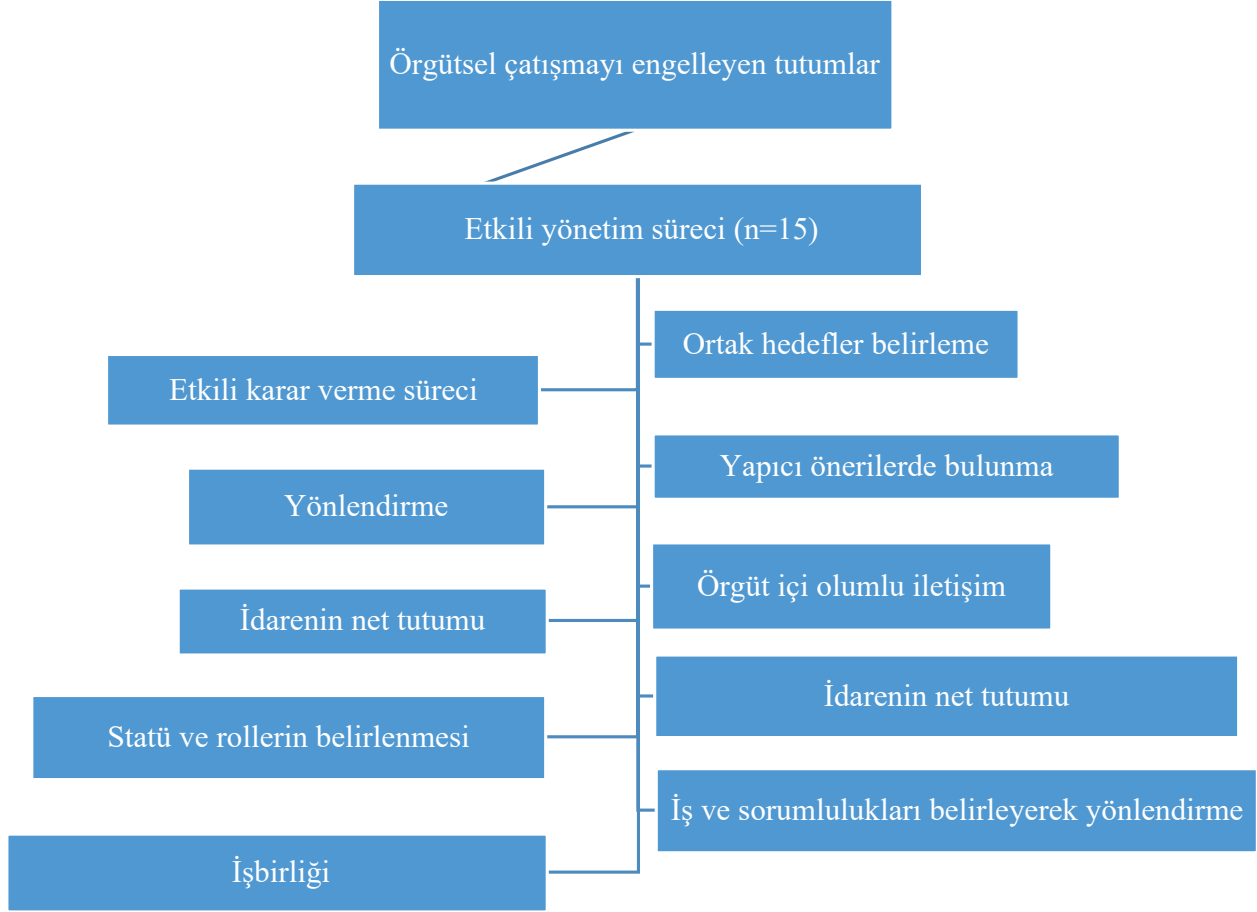 Örgütsel çatışmayı engelleyen tutumlar
Etkili yönetim süreci (n=15)
Ortak hedefler belirleme
Etkili karar verme süreci
Yapıcı önerilerde bulunma
Yönlendirme
Örgüt içi olumlu iletişim
İdarenin net tutumu
İdarenin net tutumu
Statü ve rollerin belirlenmesi
İş ve sorumlulukları belirleyerek yönlendirme
İşbirliği